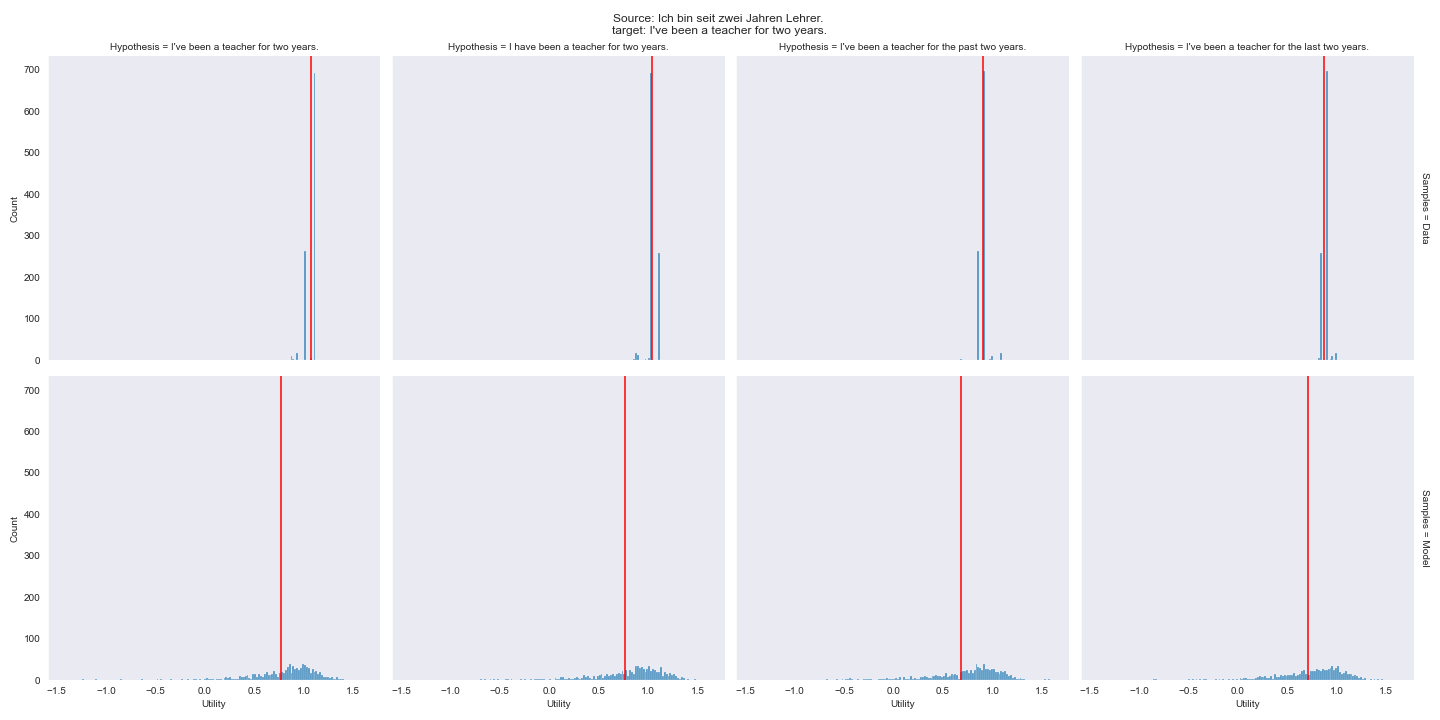 Source: Ich bin seit zwei Jahren Lehrer.
target: I've been a teacher for two years.
Hypothesis = I've been a teacher for two years.
Hypothesis = I have been a teacher for two years.
Hypothesis = I've been a teacher for the past two years.
Hypothesis = I've been a teacher for the last two years.
700
600
500
400
300
200
100
0
Count
Samples = Data
700
600
500
400
300
200
100
0
Count
Samples = Model
−1.5 −1.0 −0.5 0.0 0.5 1.0 1.5
−1.5 −1.0 −0.5 0.0 0.5 1.0 1.5
−1.5 −1.0 −0.5 0.0 0.5 1.0 1.5
−1.5 −1.0 −0.5 0.0 0.5 1.0 1.5
Utility
Utility
Utility
Utility